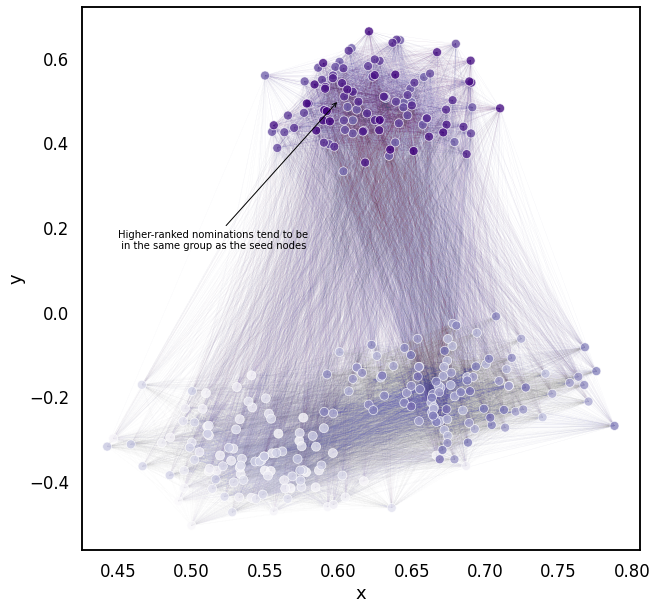 0.6
0.4
0.2
0.0
−0.2
−0.4
y
Higher-ranked nominations tend to be
in the same group as the seed nodes
0.45 0.50 0.55 0.60 0.65 0.70 0.75 0.80
x